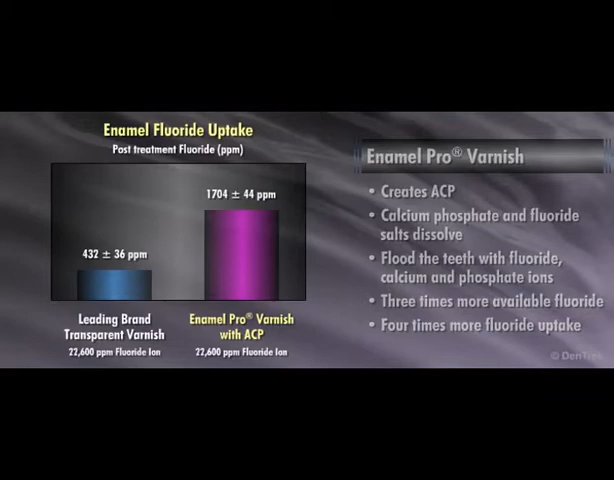 Enamel Fluoride Uptake
Post treatment Fluoride (ppm)
1704 ± 44 ppm
432 ± 36 ppm
Leading Brand
Transparent Varnish
22,600 ppm Fluoride Ion
Enamel Pro® Varnish
with ACP
22,600 ppm Fluoride Ion
Enamel Pro® Varnish
• Creates ACP
• Calcium phosphate and fluoride
salts dissolve
• Flood the teeth with fluoride,
calcium and phosphate ions
• Three times more available fluoride
• Four times more fluoride uptake
©